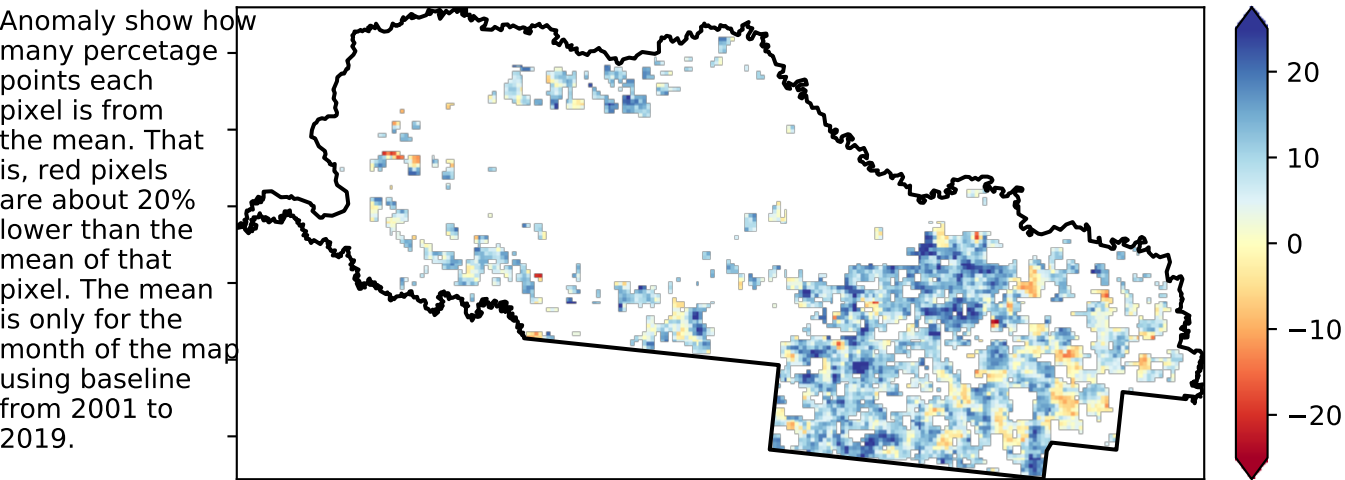 Anomaly show how
many percetage
points each
pixel is from
the mean. That
is, red pixels
are about 20%
lower than the
mean of that
pixel. The mean
is only for the
month of the map
using baseline
from 2001 to
2019.
20
10
0
−10
−20